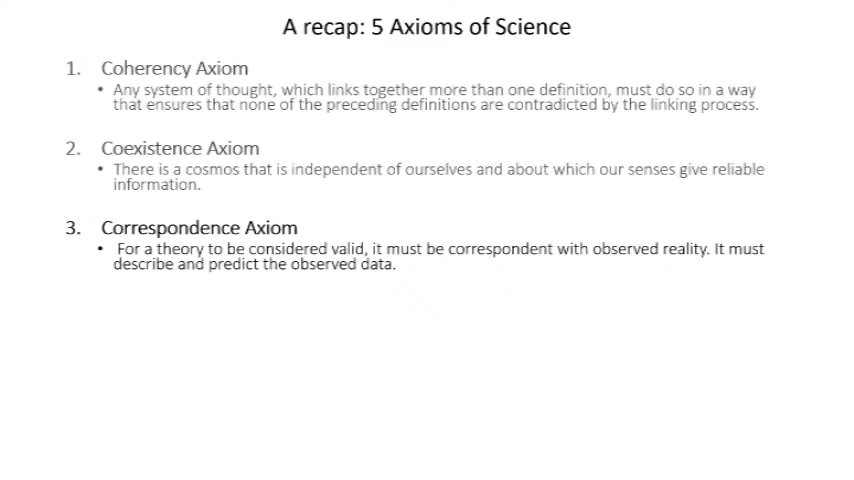 A recap: 5 Axioms of Science
1. Coherency Axiom
• Any system of thought, which links together more than one definition, must do so in a way
that ensures that none of the preceding definitions are contradicted by the linking process.
2. Coexistence Axiom
• There is a cosmos that is independent of ourselves and about which our senses give reliable
information.
3. Correspondence Axiom
• For a theory to be considered valid, it must be correspondent with observed reality. It must
describe and predict the observed data.